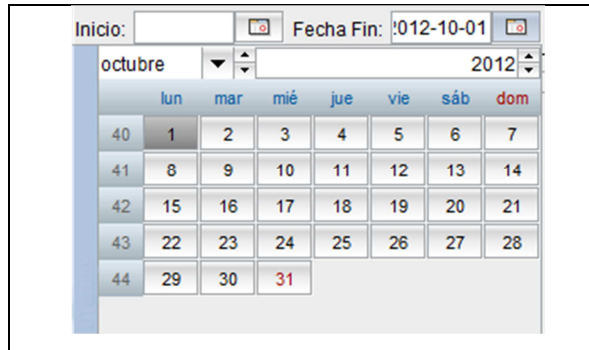 Inicio: Fecha Fin: 2012-10-01
octubre 2012
lun mar mié jue vie sáb dom
40 1 2 3 4 5 6 7
41 8 9 10 11 12 13 14
42 15 16 17 18 19 20 21
43 22 23 24 25 26 27 28
44 29 30 31